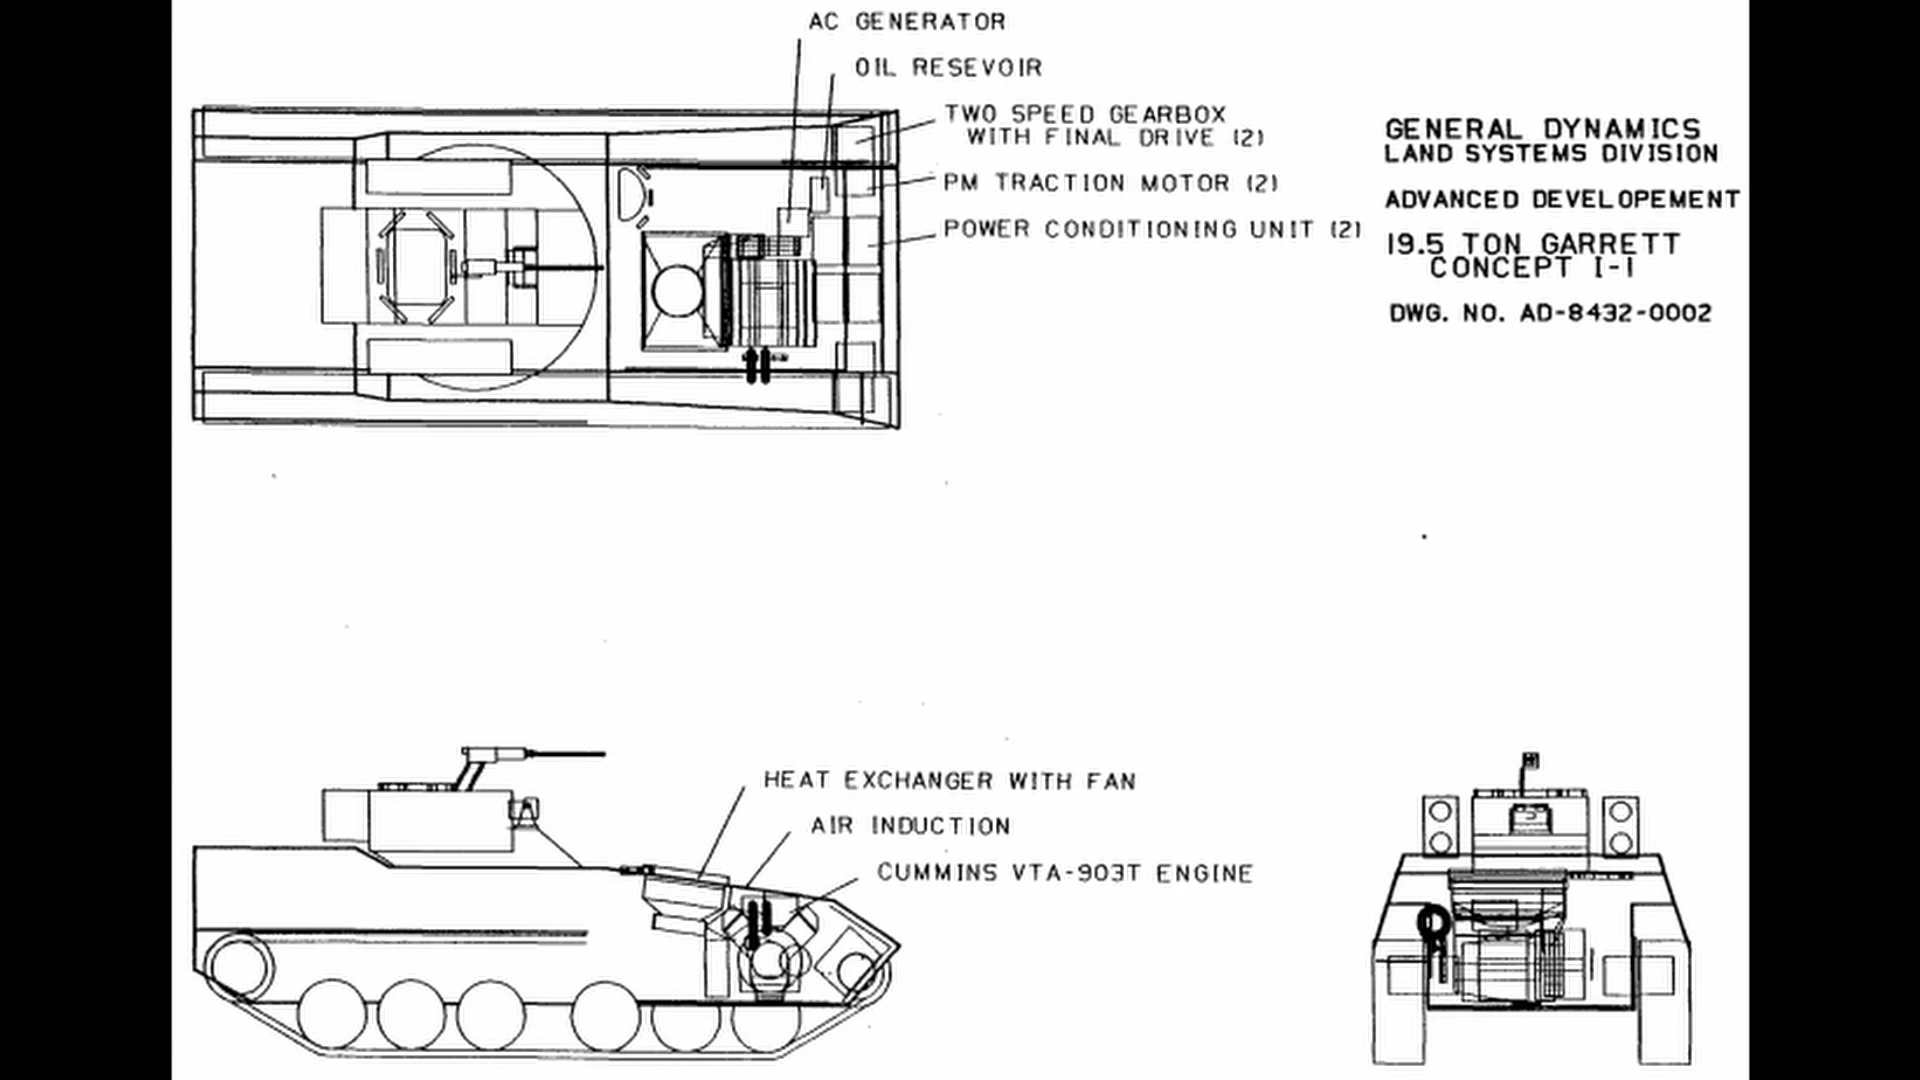 AC GENERATOR
OIL RESEVOIR
TWO SPEED GEARBOX
WITH FINAL DRIVE (2)
PM TRACTION MOTOR (2)
POWER CONDITIONING UNIT (2)
GENERAL DYNAMICS
LAND SYSTEMS DIVISION
ADVANCED DEVELOPEMENT
19.5 TON GARRETT
CONCEPT I-1
DWG. NO. AD-8432-0002
HEAT EXCHANGER WITH FAN
AIR INDUCTION
CUMMINS VTA-903T ENGINE